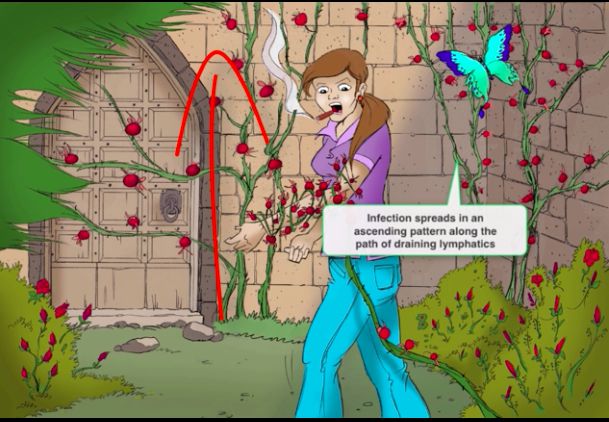 Infection spreads in an
ascending pattern along the
path of draining lymphatics